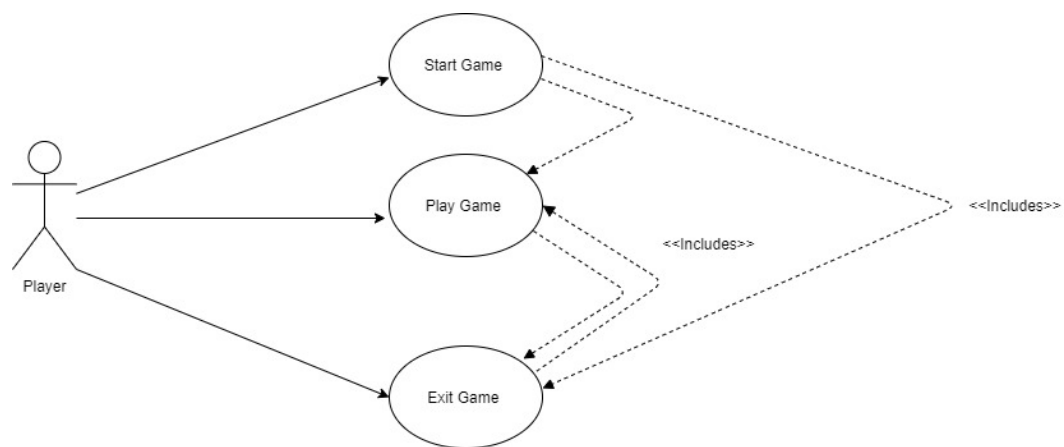 Start Game
Play Game
<<Includes>>
<<Includes>>
Player
Exit Game